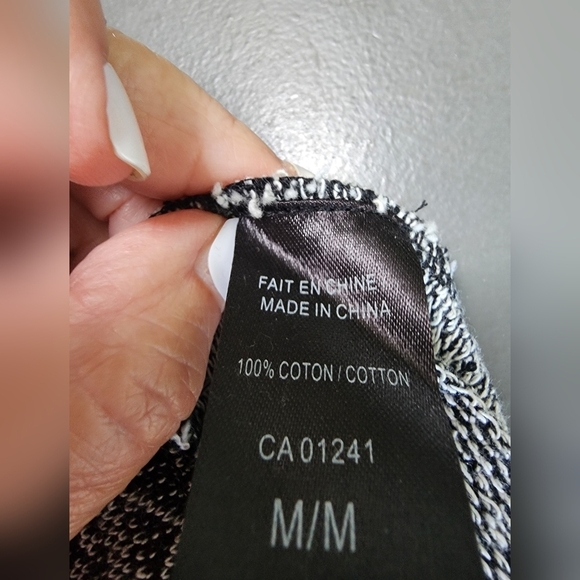 FAIT EN CHINE
MADE IN CHINA
100% COTON / COTTON
CA 01241
M/M